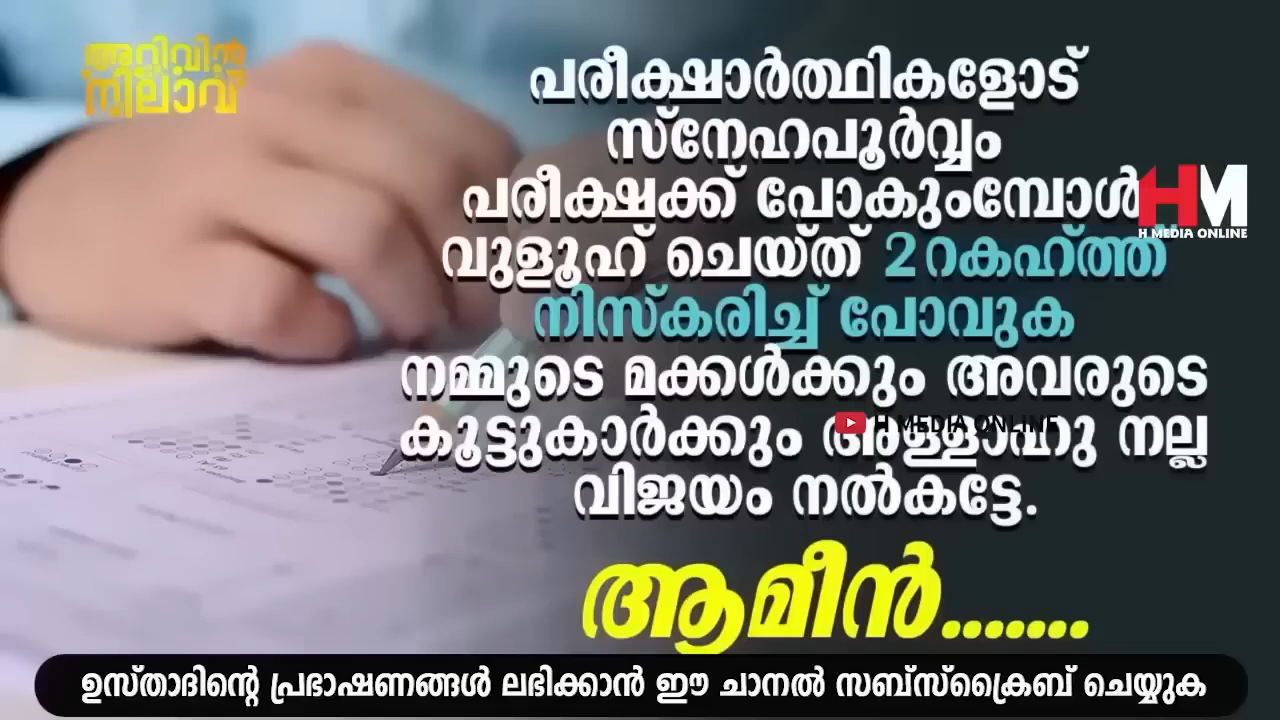 അറിവിൻ
നിലാവ്
പരീക്ഷാർത്ഥികളോട്
സ്നേഹപൂർവ്വം
പരീക്ഷക്ക് പോകുംമ്പോൾ
വുളൂഹ് ചെയ്ത് 2 റകഹ്ത്ത്
നിസ്കരിച്ച് പോവുക
നമ്മുടെ മക്കൾക്കും അവരുടെ
കൂട്ടുകാർക്കും അള്ളാഹു നല്ല
വിജയം നൽകട്ടേ.
ആമീൻ.......
HM
H MEDIA ONLINE
H MEDIA ONLINE
ഉസ്താദിന്റെ പ്രഭാഷണങ്ങൾ ലഭിക്കാൻ ഈ ചാനൽ സബ്സ്ക്രൈബ് ചെയ്യുക